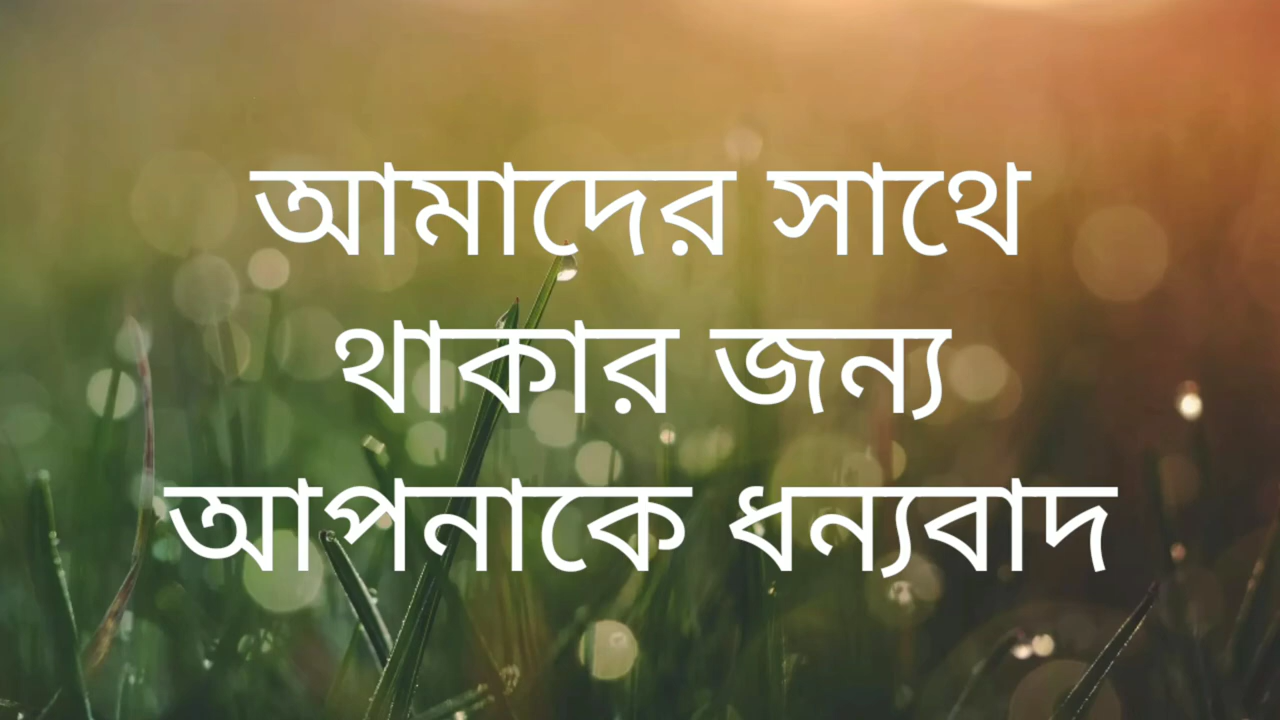 আমাদের সাথে
থাকার জন্য
আপনাকে ধন্যবাদ